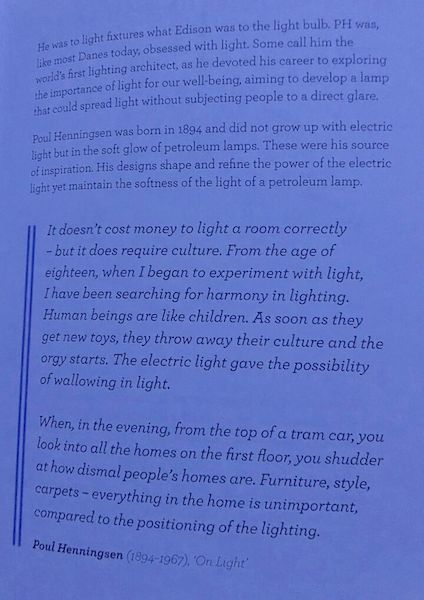 He was to light fixtures what Edison was to the light bulb. PH was,
like most Danes today, obsessed with light. Some call him the
world's first lighting architect, as he devoted his career to exploring
the importance of light for our well-being, aiming to develop a lamp
that could spread light without subjecting people to a direct glare.
Poul Henningsen was born in 1894 and did not grow up with electric
light but in the soft glow of petroleum lamps. These were his source
of inspiration. His designs shape and refine the power of the electric
light yet maintain the softness of the light of a petroleum lamp.
It doesn't cost money to light a room correctly
– but it does require culture. From the age of
eighteen, when I began to experiment with light,
I have been searching for harmony in lighting.
Human beings are like children. As soon as they
get new toys, they throw away their culture and the
orgy starts. The electric light gave the possibility
of wallowing in light.
When, in the evening, from the top of a tram car, you
look into all the homes on the first floor, you shudder
at how dismal people's homes are. Furniture, style,
carpets – everything in the home is unimportant,
compared to the positioning of the lighting.
Poul Henningsen (1894–1967), 'On Light'